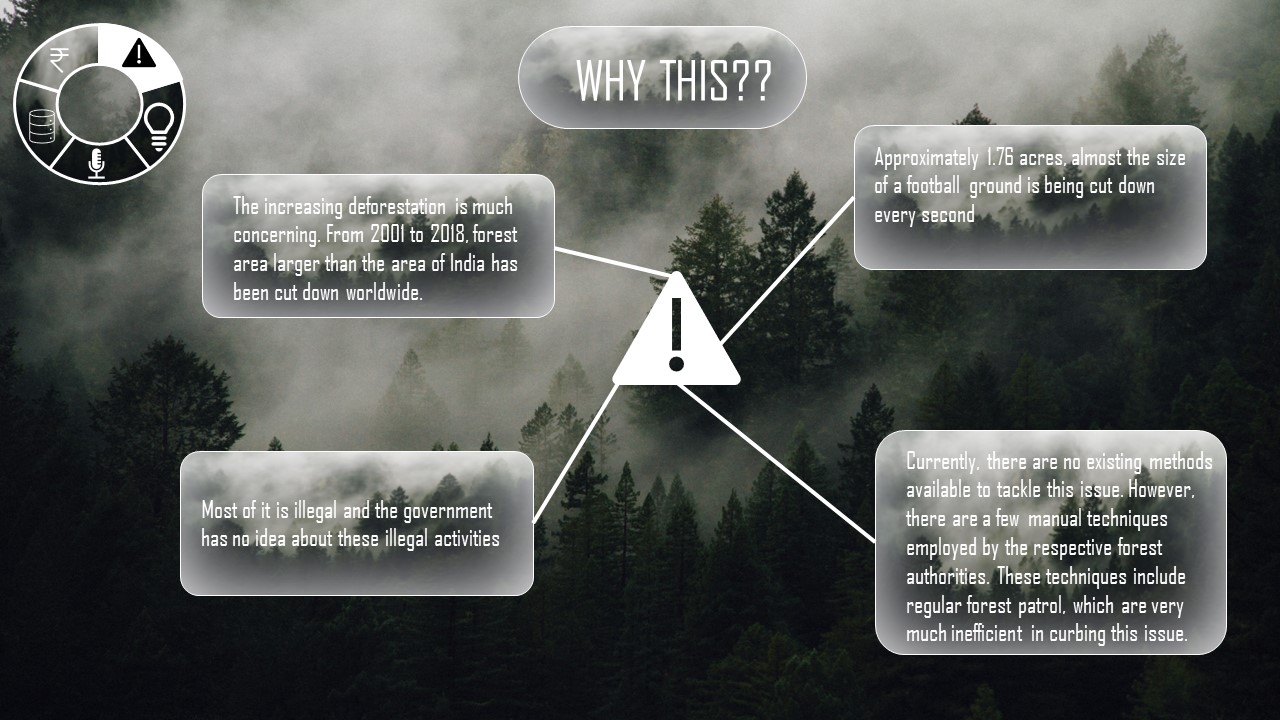 WHY THIS??
The increasing deforestation is much
concerning. From 2001 to 2018, forest
area larger than the area of India has
been cut down worldwide.
Approximately 1.76 acres, almost the size
of a football ground is being cut down
every second
Most of it is illegal and the government
has no idea about these illegal activities
Currently, there are no existing methods
available to tackle this issue. However,
there are a few manual techniques
employed by the respective forest
authorities. These techniques include
regular forest patrol, which are very
much inefficient in curbing this issue.